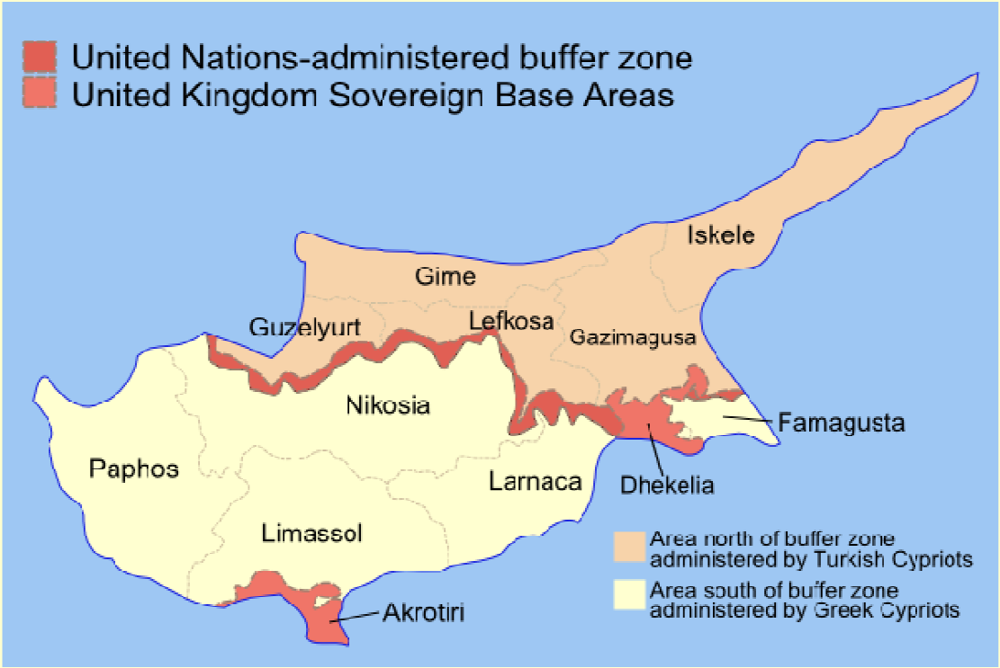 United Nations-administered buffer zone
United Kingdom Sovereign Base Areas
Iskele
Girne
Guzelyurt
Lefkosa
Gazimagusa
Nikosia
Famagusta
Paphos
Larnaca
Dhekelia
Limassol
Area north of buffer zone
administered by Turkish Cypriots
Area south of buffer zone
administered by Greek Cypriots
Akrotiri